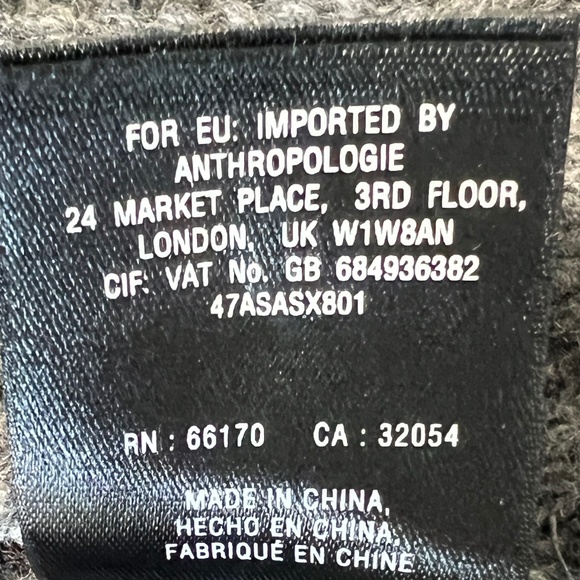 FOR EU: IMPORTED BY
ANTHROPOLOGIE
24 MARKET PLACE, 3RD FLOOR,
LONDON, UK W1W8AN
CIF: VAT No. GB 684936382
47ASASX801
RN : 66170 CA : 32054
MADE IN CHINA,
HECHO EN CHINA,
FABRIQUÉ EN CHINE